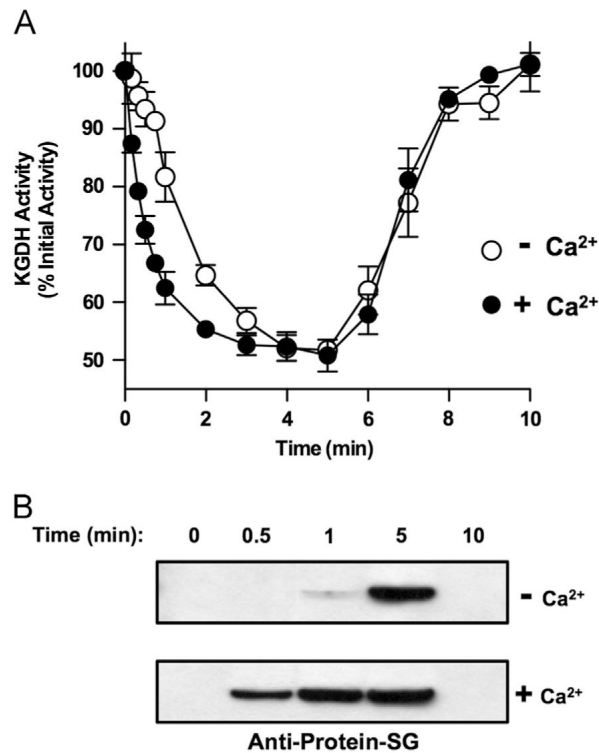 A
KGDH Activity
(% Initial Activity)
100
90
80
70
60
50
0 2 4 6 8 10
Time (min)
- Ca²⁺
+ Ca²⁺
B
Time (min): 0 0.5 1 5 10
- Ca²⁺
+ Ca²⁺
Anti-Protein-SG